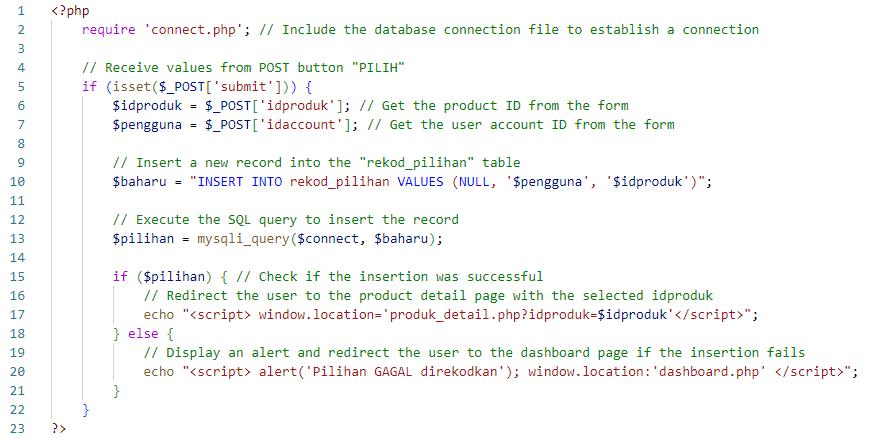 1 <?php
2 require 'connect.php'; // Include the database connection file to establish a connection
3
4 // Receive values from POST button "PILIH"
5 if (isset($_POST['submit'])) {
6 $idproduk = $_POST['idproduk']; // Get the product ID from the form
7 $pengguna = $_POST['idaccount']; // Get the user account ID from the form
8
9 // Insert a new record into the "rekod_pilihan" table
10 $baharu = "INSERT INTO rekod_pilihan VALUES (NULL, '$pengguna', '$idproduk')";
11
12 // Execute the SQL query to insert the record
13 $pilihan = mysqli_query($connect, $baharu);
14
15 if ($pilihan) { // Check if the insertion was successful
16 // Redirect the user to the product detail page with the selected idproduk
17 echo "<script> window.location='produk_detail.php?idproduk=$idproduk'</script>";
18 } else {
19 // Display an alert and redirect the user to the dashboard page if the insertion fails
20 echo "<script> alert('Pilihan GAGAL direkodkan'); window.location:'dashboard.php' </script>";
21 }
22 }
23 ?>